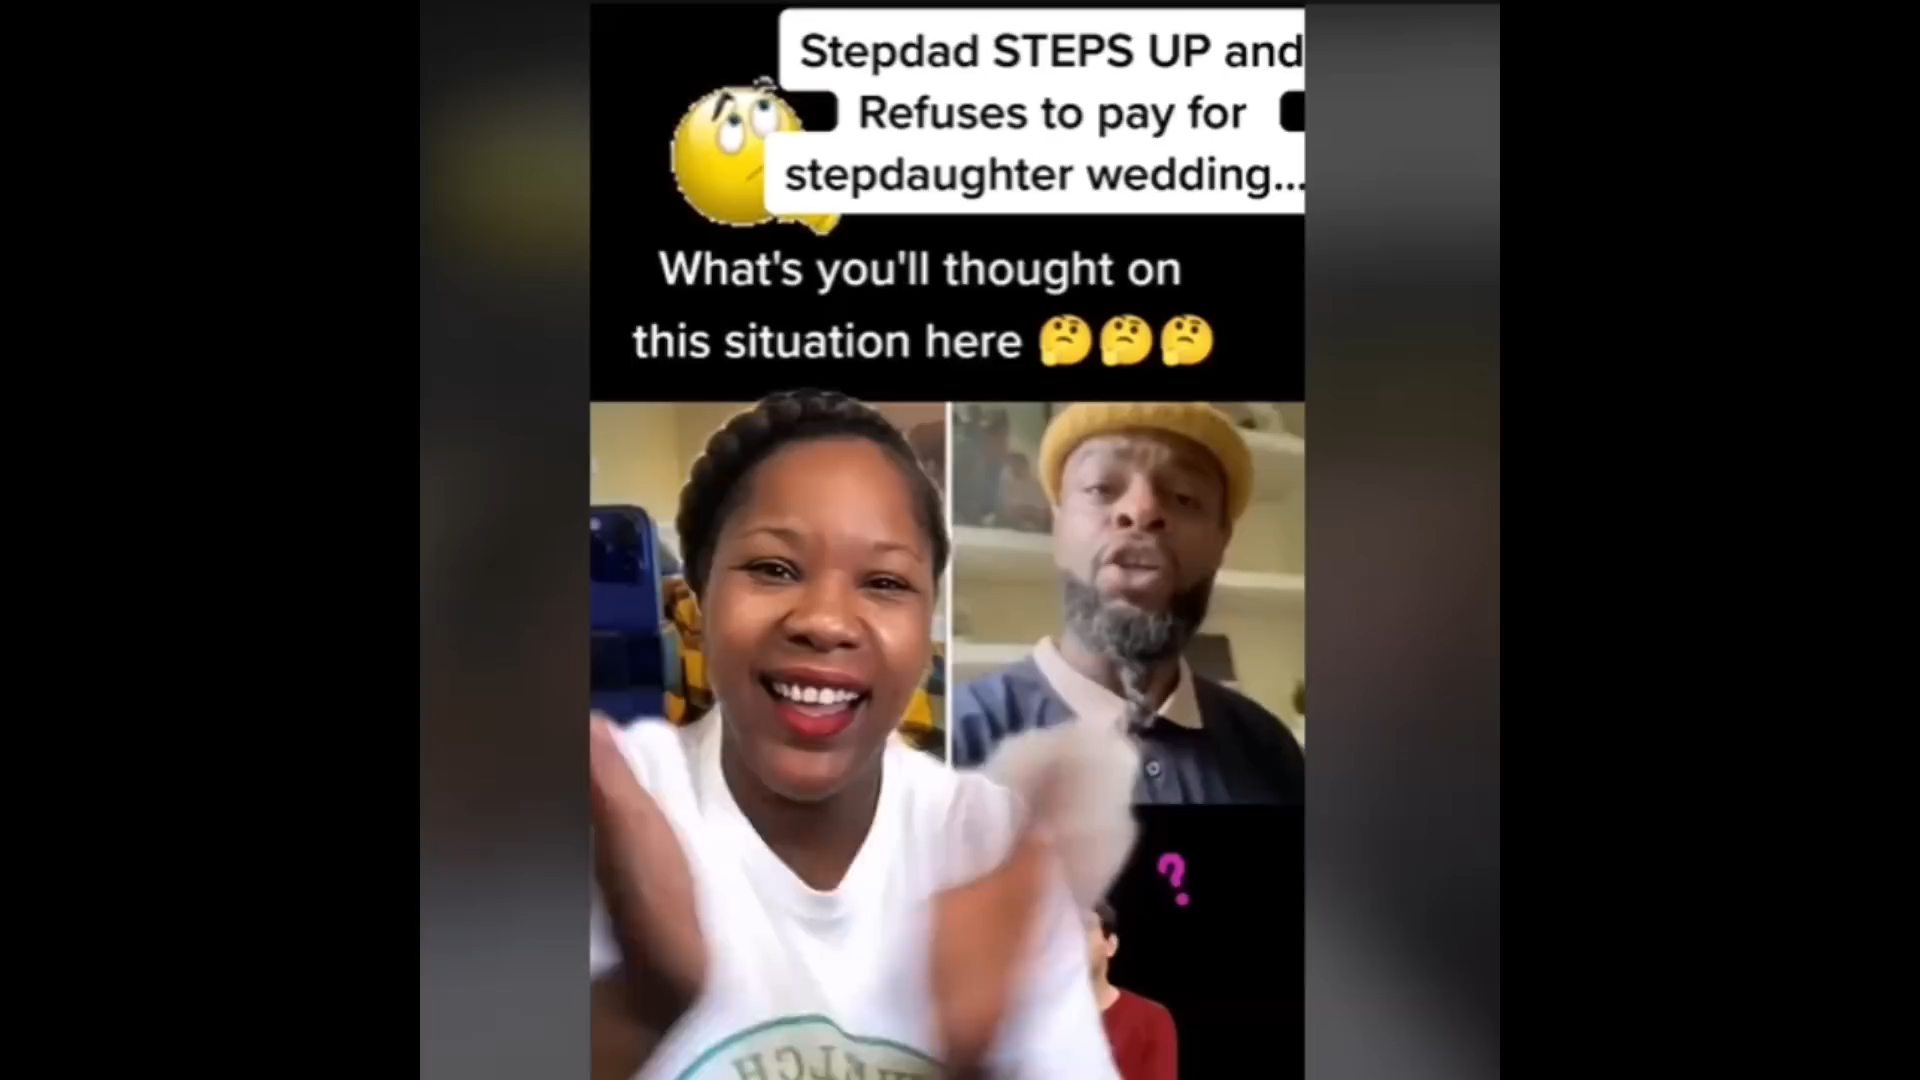 Stepdad STEPS UP and
Refuses to pay for
stepdaughter wedding...
What's you'll thought on
this situation here 🤔🤔🤔
?